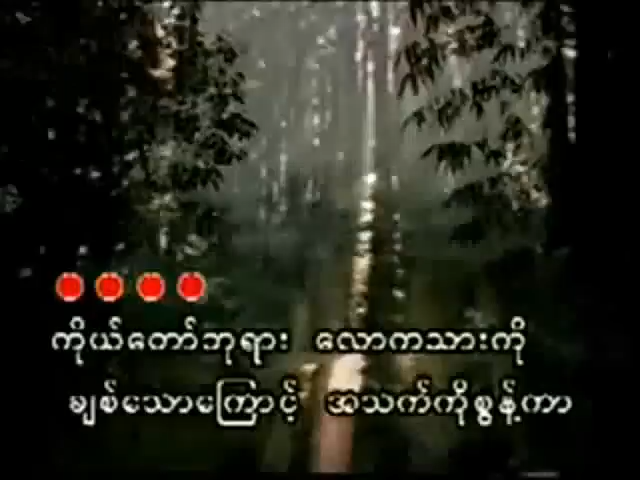 ကိုယ်တော်ဘုရား လောကသားကို
ချစ်သောကြောင့် အသက်ကိုစွန့်ကာ